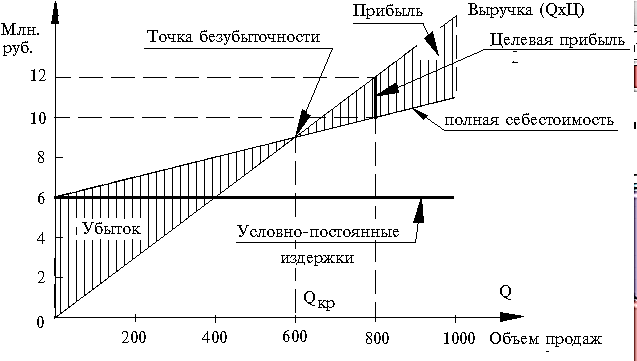 Млн.
руб.
Прибыль
Выручка (QxЦ)
Точка безубыточности
Целевая прибыль
12
10
полная себестоимость
8
6
Убыток
Условно-постоянные
издержки
4
2
0
Qкр
Q
200
400
600
800
1000
Объем продаж